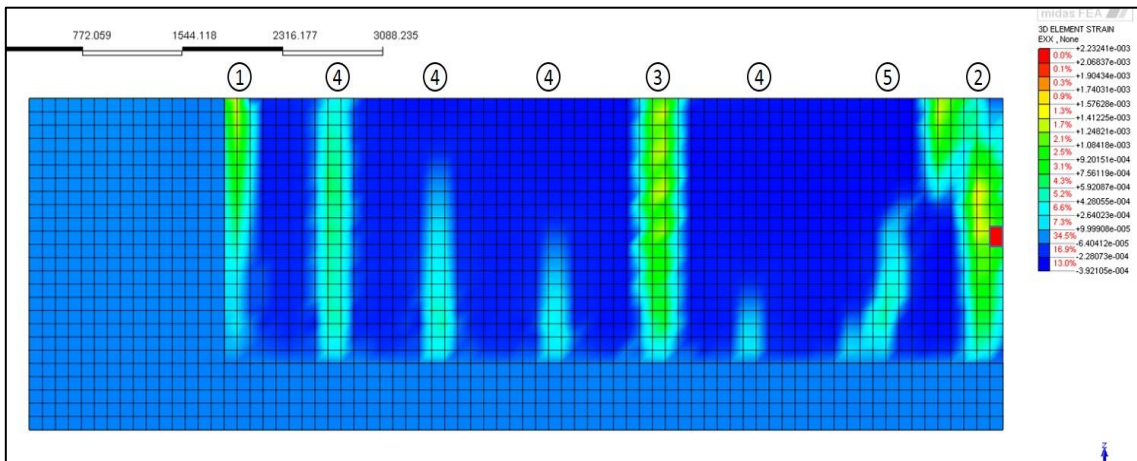 midas FEA
772.059 1544.118 2316.177 3088.235
3D ELEMENT STRAIN
EXX , None
① ④ ④ ④ ③ ④ ⑤ ②
+2.23241e-003
0.0%
+2.06837e-003
0.1%
+1.90434e-003
0.3%
+1.74031e-003
0.9%
+1.57628e-003
1.3%
+1.41225e-003
1.7%
+1.24821e-003
2.1%
+1.08418e-003
2.5%
+9.20151e-004
3.1%
+7.56119e-004
4.3%
+5.92087e-004
5.2%
+4.28055e-004
6.6%
+2.64023e-004
7.3%
+9.99908e-005
34.5%
-6.40412e-005
16.9%
-2.28073e-004
13.0%
-3.92105e-004
Z